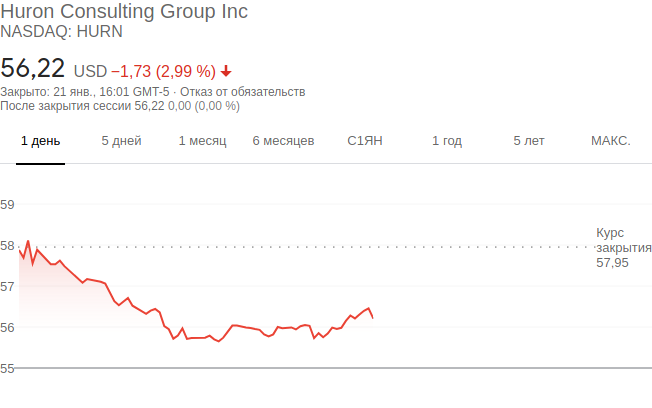 Huron Consulting Group Inc
NASDAQ: HURN
56,22 USD −1,73 (2,99 %)
Закрыто: 21 янв., 16:01 GMT-5 · Отказ от обязательств
После закрытия сессии 56,22 0,00 (0,00 %)
1 день 5 дней 1 месяц 6 месяцев С1ЯН 1 год 5 лет МАКС.
59
58
57
56
55
Курс
закрытия
57,95